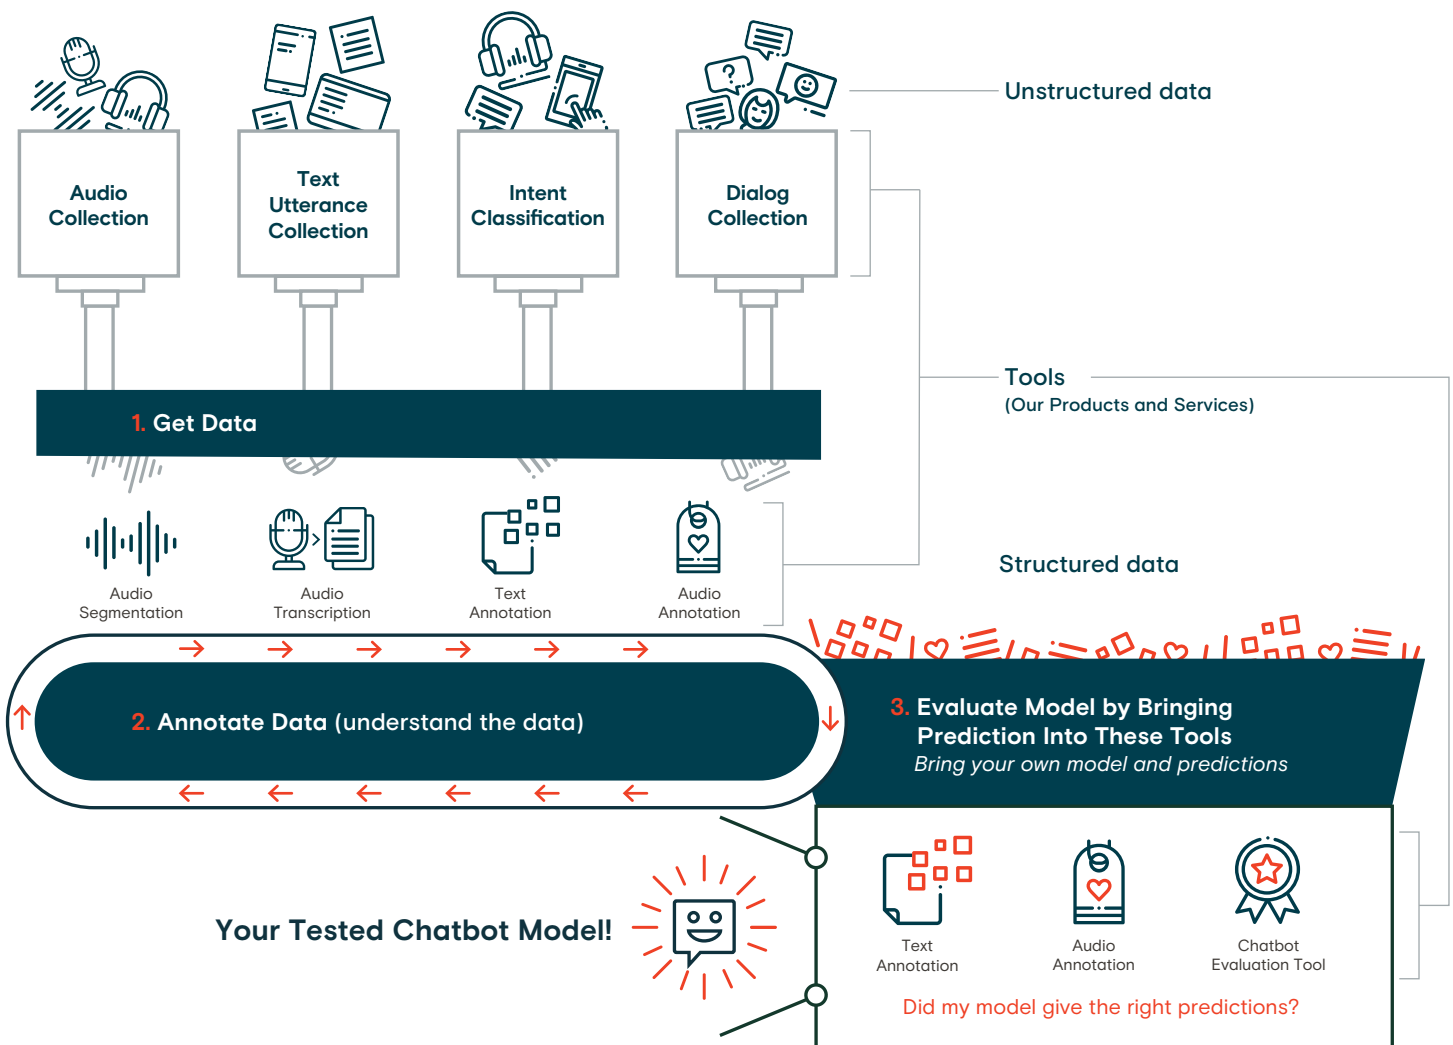 Unstructured data
Audio
Collection
Text
Utterance
Collection
Intent
Classification
Dialog
Collection
Tools
(Our Products and Services)
1. Get Data
?
Structured data
Audio
Segmentation
Audio
Transcription
Text
Annotation
Audio
Annotation
2. Annotate Data (understand the data)
3. Evaluate Model by Bringing
Prediction Into These Tools
Bring your own model and predictions
Your Tested Chatbot Model!
Text
Annotation
Audio
Annotation
Chatbot
Evaluation Tool
Did my model give the right predictions?